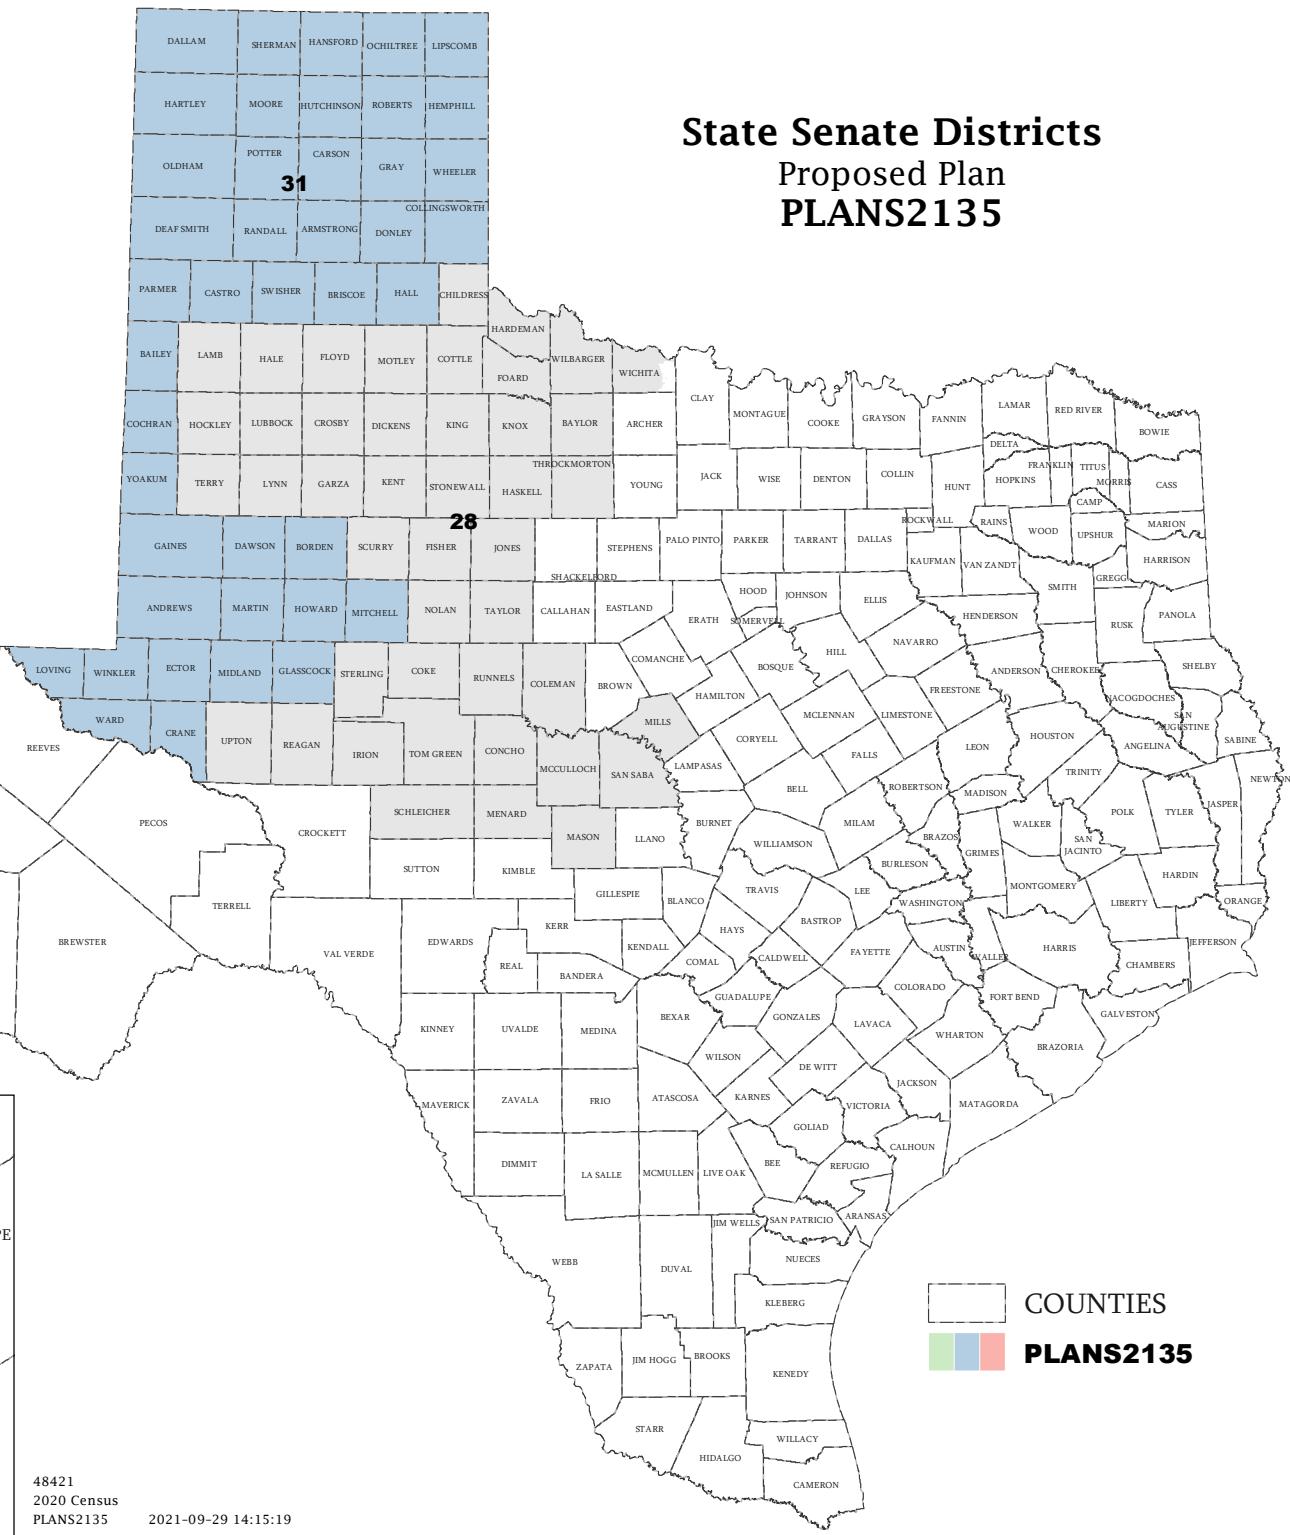 State Senate Districts
Proposed Plan
PLANS2135
DALLAM SHERMAN HANSFORD OCHILTREE LIPSCOMB
HARTLEY MOORE HUTCHINSON ROBERTS HEMPHILL
OLDHAM POTTER CARSON GRAY WHEELER
31
COLLINGSWORTH
DEAF SMITH RANDALL ARMSTRONG DONLEY
PARMER CASTRO SWISHER BRISCOE HALL CHILDRESS
HARDEMAN
BAILEY LAMB HALE FLOYD MOTLEY COTTLE FOARD WILBARGER WICHITA
CLAY MONTAGUE COOKE GRAYSON FANNIN LAMAR RED RIVER BOWIE
COCHRAN HOCKLEY LUBBOCK CROSBY DICKENS KING KNOX BAYLOR ARCHER
DELTA
THROCKMORTON
YOAKUM TERRY LYNN GARZA KENT STONEWALL HASKELL YOUNG JACK WISE DENTON COLLIN HUNT HOPKINS FRANKLIN TITUS MORRIS CASS
CAMP
28
GAINES DAWSON BORDEN SCURRY FISHER JONES STEPHENS PALO PINTO PARKER TARRANT DALLAS ROCKWALL RAINS WOOD UPSHUR MARION
KAUFMAN VAN ZANDT HARRISON
SHACKELFORD
SMITH GREGG
ANDREWS MARTIN HOWARD MITCHELL NOLAN TAYLOR CALLAHAN EASTLAND ERATH HOOD SOMERVELL JOHNSON ELLIS HENDERSON RUSK PANOLA
NAVARRO
LOVING WINKLER ECTOR MIDLAND GLASSCOCK STERLING COKE RUNNELS COLEMAN BROWN COMANCHE BOSQUE HILL ANDERSON CHEROKEE SHELBY
HAMILTON FREESTONE NACOGDOCHES
WARD CRANE UPTON REAGAN IRION TOM GREEN CONCHO MCCULLOCH SAN SABA MILLS CORYELL MCLENNAN LIMESTONE
SAN
AUGUSTINE
REEVES LAMPASAS FALLS LEON HOUSTON ANGELINA SABINE
TRINITY NEWTON
BELL ROBERTSON MADISON
SCHLEICHER MENARD MASON LLANO BURNET MILAM BRAZOS WALKER POLK TYLER JASPER
PECOS CROCKETT
SAN
JACINTO
WILLIAMSON GRIMES
SUTTON KIMBLE BURLESON HARDIN
TERRELL GILLESPIE BLANCO TRAVIS LEE WASHINGTON MONTGOMERY LIBERTY ORANGE
BREWSTER VAL VERDE EDWARDS KERR KENDALL HAYS BASTROP FAYETTE AUSTIN WALLER HARRIS JEFFERSON
REAL BANDERA COMAL CALDWELL CHAMBERS
COLORADO
KINNEY UVALDE MEDINA BEXAR GUADALUPE GONZALES LAVACA FORT BEND GALVESTON
WHARTON
WILSON DE WITT BRAZORIA
MAVERICK ZAVALA FRIO ATASCOSA KARNES VICTORIA JACKSON MATAGORDA
GOLIAD
DIMMIT LA SALLE MCMULLEN LIVE OAK BEE REFUGIO CALHOUN
JIM WELLS SAN PATRICIO ARANSAS
PE
WEBB DUVAL NUECES
KLEBERG
COUNTIES
ZAPATA JIM HOGG BROOKS KENEDY
PLANS2135
STARR HIDALGO WILLACY
CAMERON
48421
2020 Census
PLANS2135 2021-09-29 14:15:19